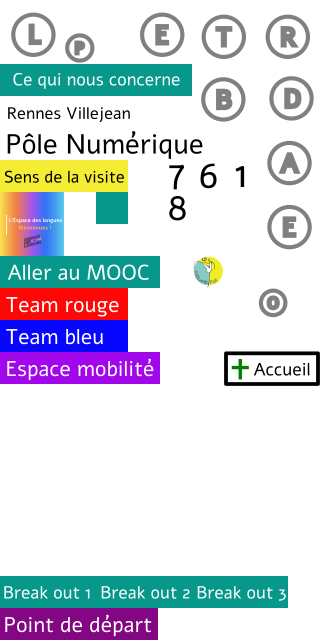 L P E T R
Ce qui nous concerne
B D
Rennes Villejean
Pôle Numérique
A
Sens de la visite
7 6 1
8
L'Espace des langues
Bienvenues !
E
Aller au MOOC
Team rouge
O
Team bleu
Espace mobilité
Accueil
Break out 1 Break out 2 Break out 3
Point de départ